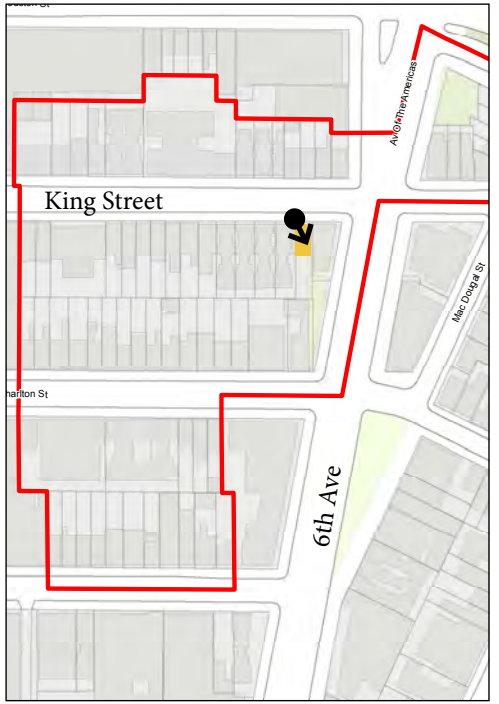 Av Of The Americas
King Street
Mac Dougal St
harlton St
6th Ave